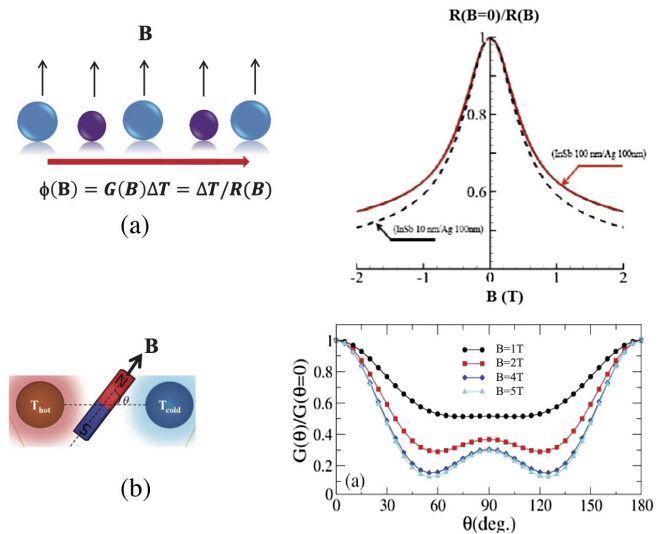 B
ϕ(B) = G(B)ΔT = ΔT/R(B)
(a)
R(B=0)/R(B)
1
0.8
0.6
(InSb 100 nm/Ag 100nm)
(InSb 10 nm/Ag 100nm)
-2 -1 0 1 2
B (T)
B
N
θ
S
T_hot
T_cold
(b)
G(θ)/G(θ=0)
1
0.8
0.6
0.4
0.2
0
B=1T
B=2T
B=4T
B=5T
(a)
0 30 60 90 120 150 180
θ(deg.)